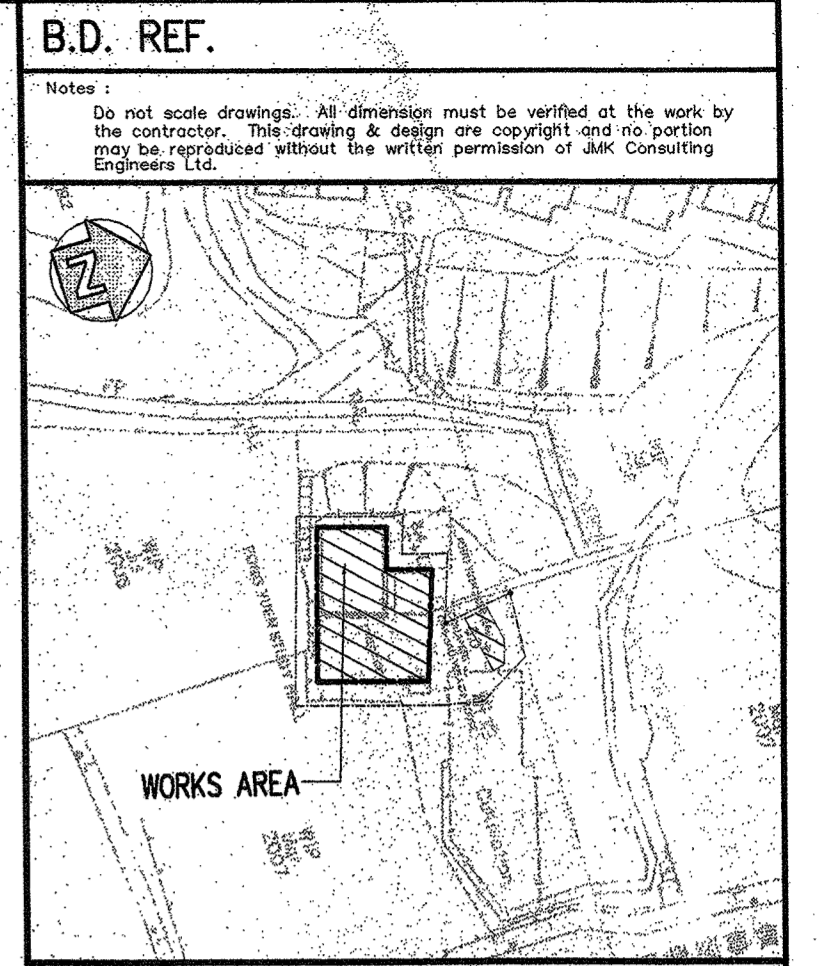 B.D. REF.
Notes :
Do not scale drawings. All dimension must be verified at the work by
the contractor. This drawing & design are copyright and no portion
may be reproduced without the written permission of JMK Consulting
Engineers Ltd.
N
WORKS AREA